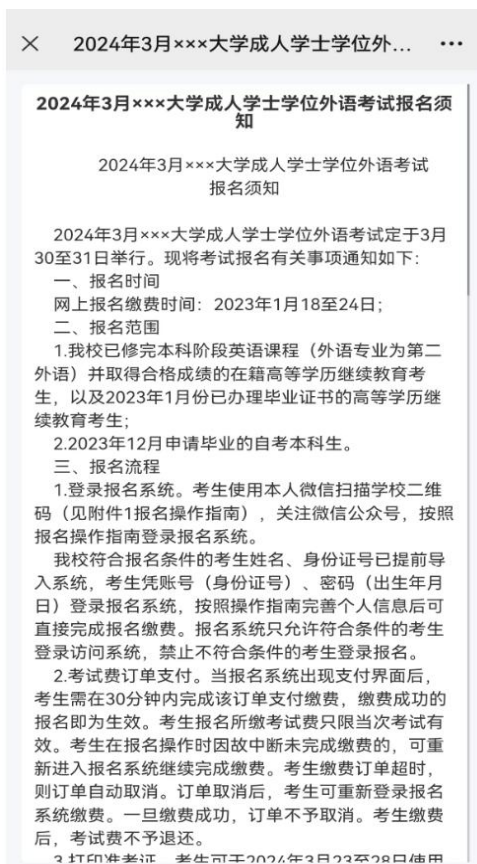 2024年3月×××大学成人学士学位外...
2024年3月×××大学成人学士学位外语考试报名须
知
2024年3月×××大学成人学士学位外语考试
报名须知
2024年3月×××大学成人学士学位外语考试定于3月
30至31日举行。现将考试报名有关事项通知如下：
一、报名时间
网上报名缴费时间：2023年1月18至24日；
二、报名范围
1.我校已修完本科阶段英语课程（外语专业为第二
外语）并取得合格成绩的在籍高等学历继续教育考
生，以及2023年1月份已办理毕业证书的高等学历继
续教育考生；
2.2023年12月申请毕业的自考本科生。
三、报名流程
1.登录报名系统。考生使用本人微信扫描学校二维
码（见附件1报名操作指南），关注微信公众号，按照
报名操作指南登录报名系统。
我校符合报名条件的考生姓名、身份证号已提前导
入系统，考生凭账号（身份证号）、密码（出生年月
日）登录报名系统，按照操作指南完善个人信息后可
直接完成报名缴费。报名系统只允许符合条件的考生
登录访问系统，禁止不符合条件的考生登录报名。
2.考试费订单支付。当报名系统出现支付界面后，
考生需在30分钟内完成该订单支付缴费，缴费成功的
报名即为生效。考生报名所缴考试费只限当次考试有
效。考生在报名操作时因故中断未完成缴费的，可重
新进入报名系统继续完成缴费。考生缴费订单超时，
则订单自动取消。订单取消后，考生可重新登录报名
系统缴费。一旦缴费成功，订单不予取消。考生缴费
后，考试费不予退还。
3.打印准考证。考生可于2024年3月23至28日使用